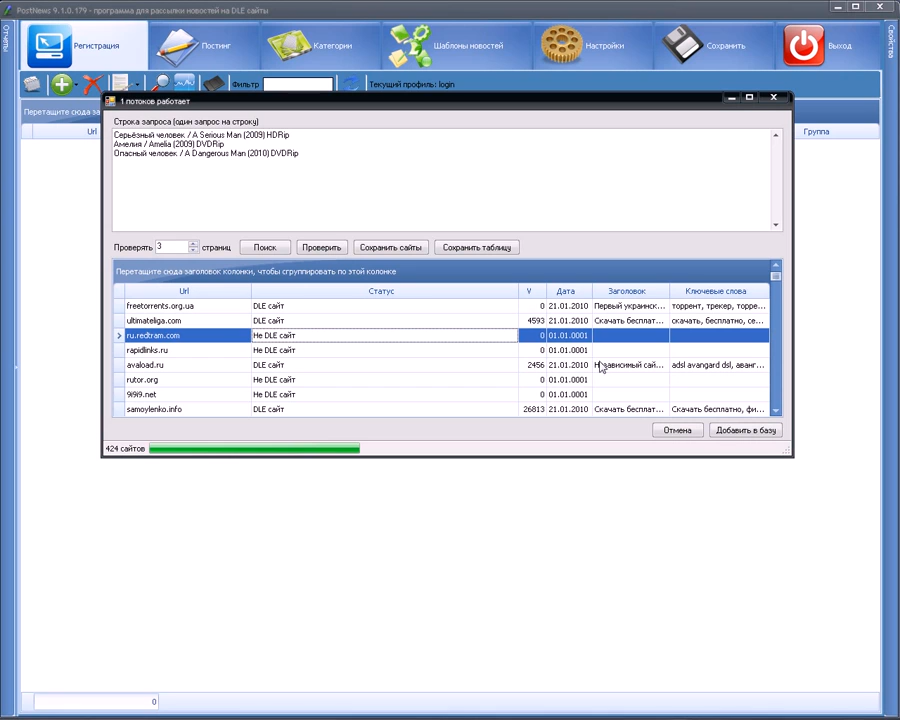 PostNews 9.1.0.179 - программа для рассылки новостей на DLE сайты
Отчеты
Регистрация
Постинг
Категории
Шаблоны новостей
Настройки
Сохранить
Выход
Свойства
Фильтр
Текущий профиль: login
Перетащите сюда за
Url
Группа
1 потоков работает
Строка запроса (один запрос на строку)
Серьёзный человек / A Serious Man (2009) HDRip
Амелия / Amelia (2009) DVDRip
Опасный человек / A Dangerous Man (2010) DVDRip
Проверять 3 страниц Поиск Проверить Сохранить сайты Сохранить таблицу
Перетащите сюда заголовок колонки, чтобы сгруппировать по этой колонке
Url Статус V Дата Заголовок Ключевые слова
freetorrents.org.ua DLE сайт 0 21.01.2010 Первый украинск... торрент, трекер, торре...
ultimateliga.com DLE сайт 4593 21.01.2010 Скачать бесплат... скачать, бесплатно, се...
ru.redtram.com Не DLE сайт 0 01.01.0001
rapidlinks.ru Не DLE сайт 0 01.01.0001
avaload.ru DLE сайт 2456 21.01.2010 Независимый сай... adsl avangard dsl, аванг...
rutor.org Не DLE сайт 0 01.01.0001
9i9i9.net Не DLE сайт 0 01.01.0001
samoylenko.info DLE сайт 26813 21.01.2010 Скачать бесплат... Скачать бесплатно, фи...
Отмена Добавить в базу
424 сайтов
0